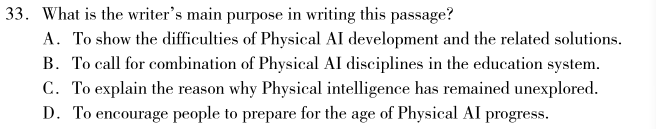 33. What is the writer's main purpose in writing this passage?
A. To show the difficulties of Physical AI development and the related solutions.
B. To call for combination of Physical AI disciplines in the education system.
C. To explain the reason why Physical intelligence has remained unexplored.
D. To encourage people to prepare for the age of Physical AI progress.